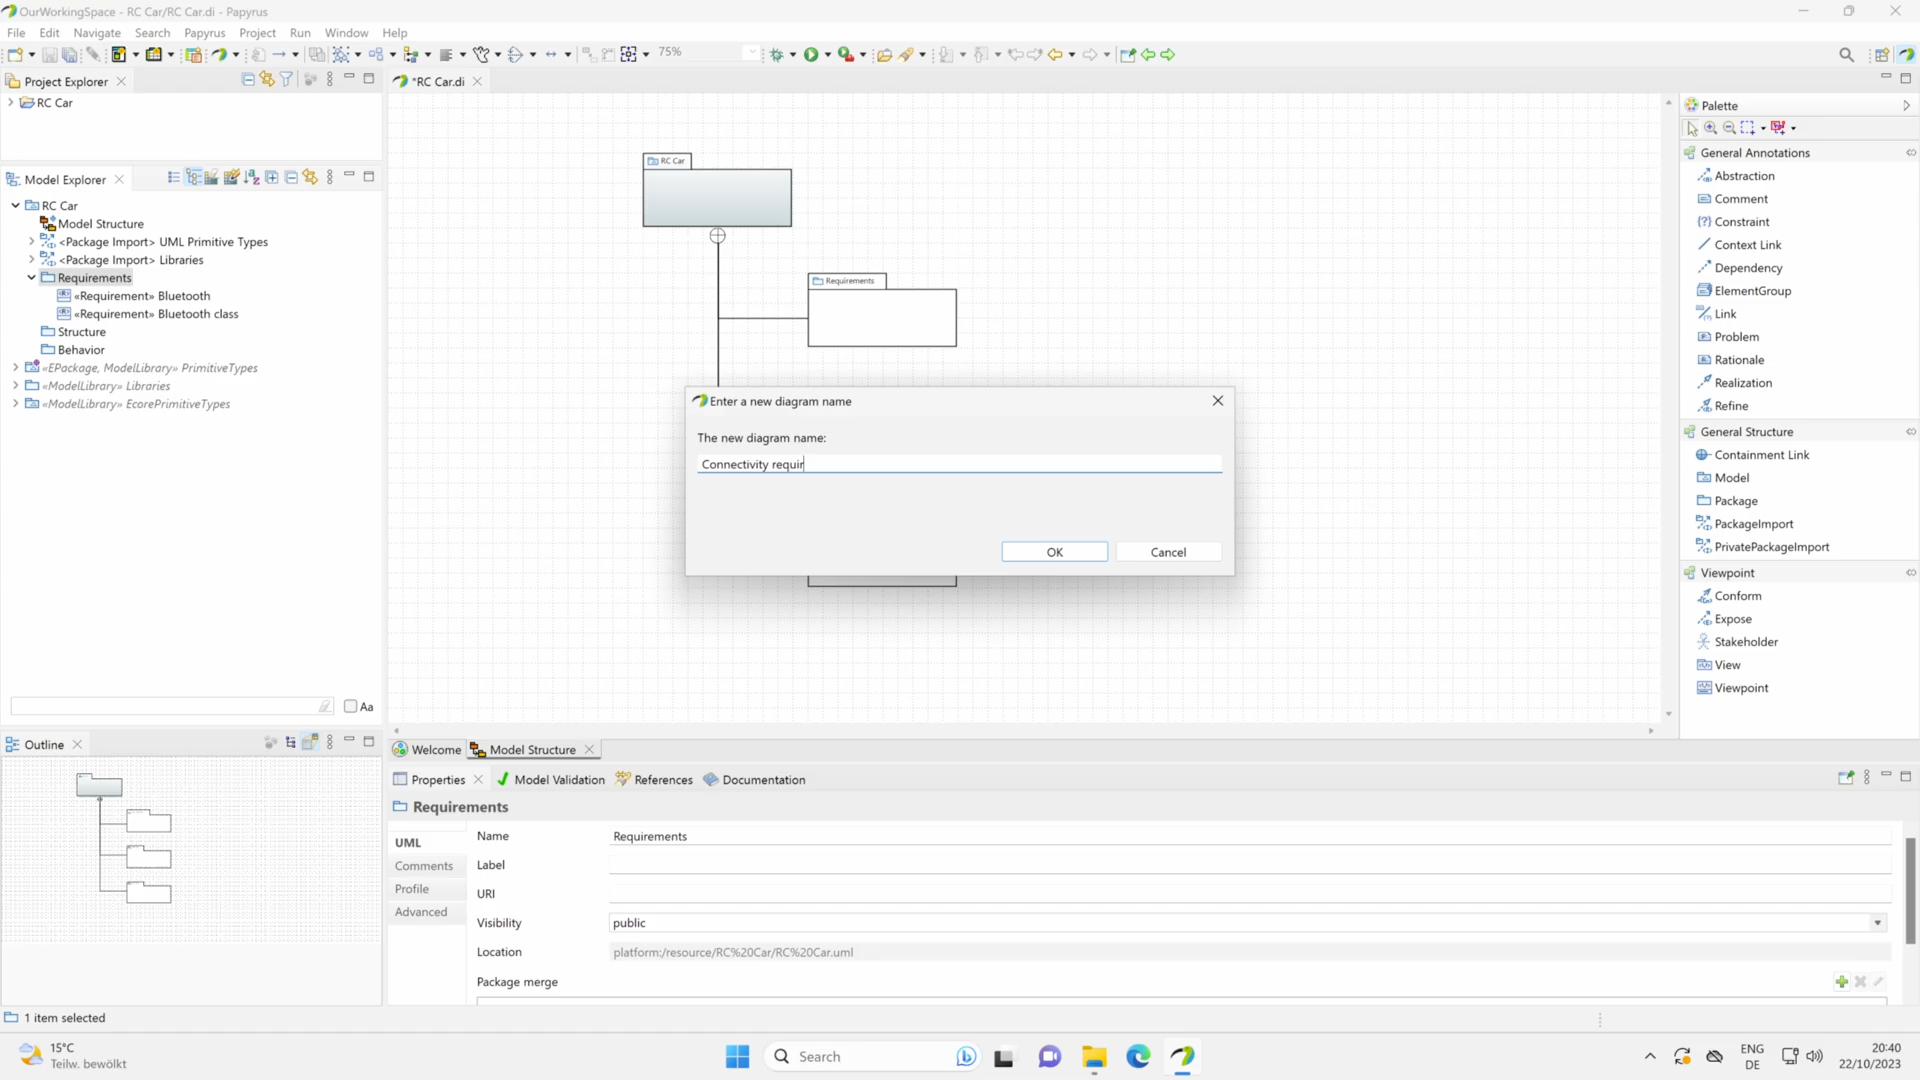 OurWorkingSpace - RC Car/RC Car.di - Papyrus
File Edit Navigate Search Papyrus Project Run Window Help
75%
Project Explorer
RC Car
Model Explorer
RC Car
Model Structure
<Package Import> UML Primitive Types
<Package Import> Libraries
Requirements
«Requirement» Bluetooth
«Requirement» Bluetooth class
Structure
Behavior
«EPackage, ModelLibrary» PrimitiveTypes
«ModelLibrary» Libraries
«ModelLibrary» EcorePrimitiveTypes
Aa
Outline
*RC Car.di
RC Car
Requirements
Enter a new diagram name
The new diagram name:
Connectivity requir
OK Cancel
Palette
General Annotations
Abstraction
Comment
Constraint
Context Link
Dependency
ElementGroup
Link
Problem
Rationale
Realization
Refine
General Structure
Containment Link
Model
Package
PackageImport
PrivatePackageImport
Viewpoint
Conform
Expose
Stakeholder
View
Viewpoint
Welcome Model Structure
Properties Model Validation References Documentation
Requirements
UML
Comments
Profile
Advanced
Name Requirements
Label
URI
Visibility public
Location platform:/resource/RC%20Car/RC%20Car.uml
Package merge
1 item selected
15°C
Teilw. bewölkt
Search
ENG
DE
20:40
22/10/2023